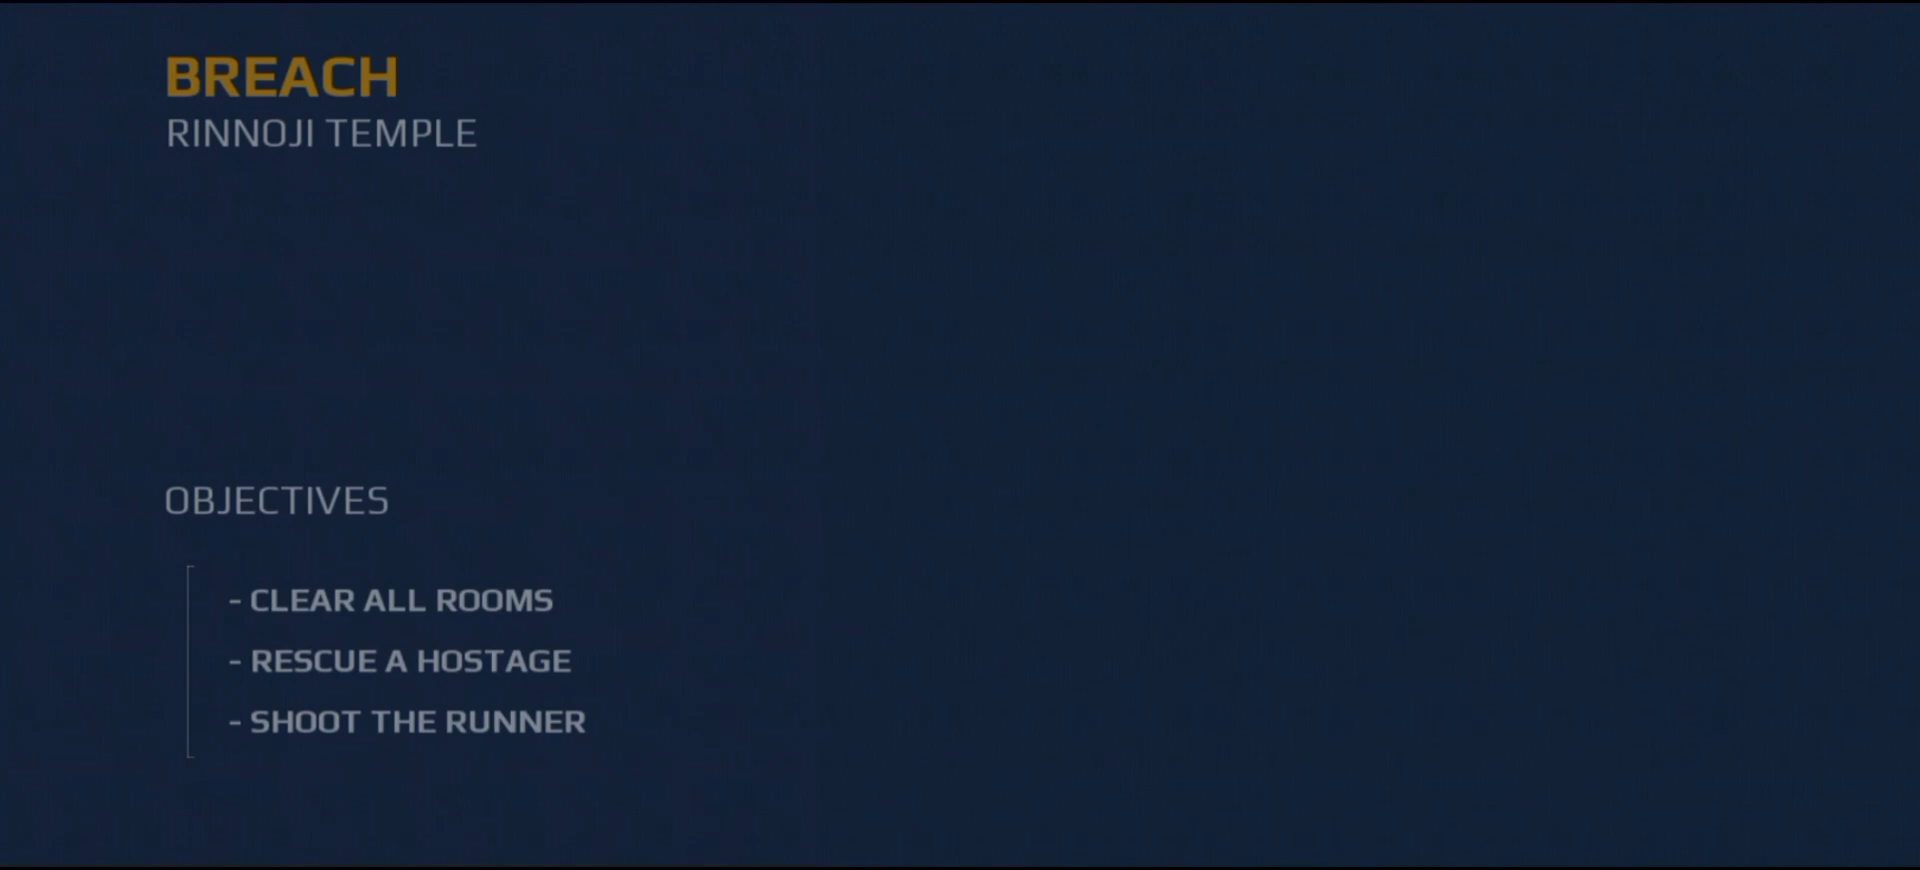 BREACH
RINNOJI TEMPLE
OBJECTIVES
- CLEAR ALL ROOMS
- RESCUE A HOSTAGE
- SHOOT THE RUNNER